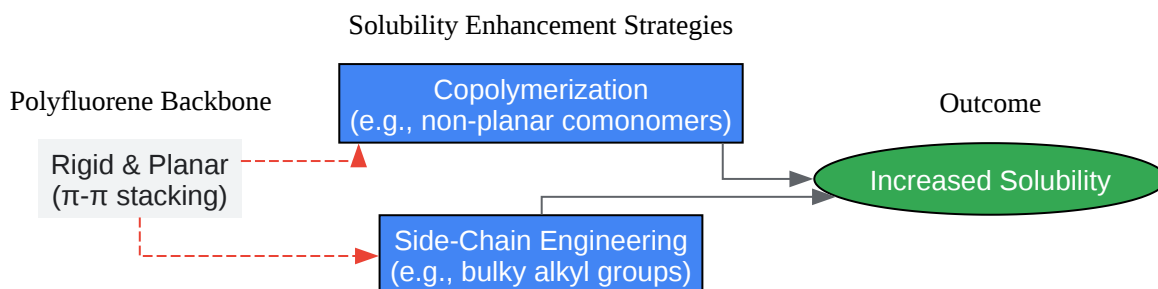 Solubility Enhancement Strategies
Polyfluorene Backbone
Rigid & Planar
(π-π stacking)
Copolymerization
(e.g., non-planar comonomers)
Side-Chain Engineering
(e.g., bulky alkyl groups)
Outcome
Increased Solubility